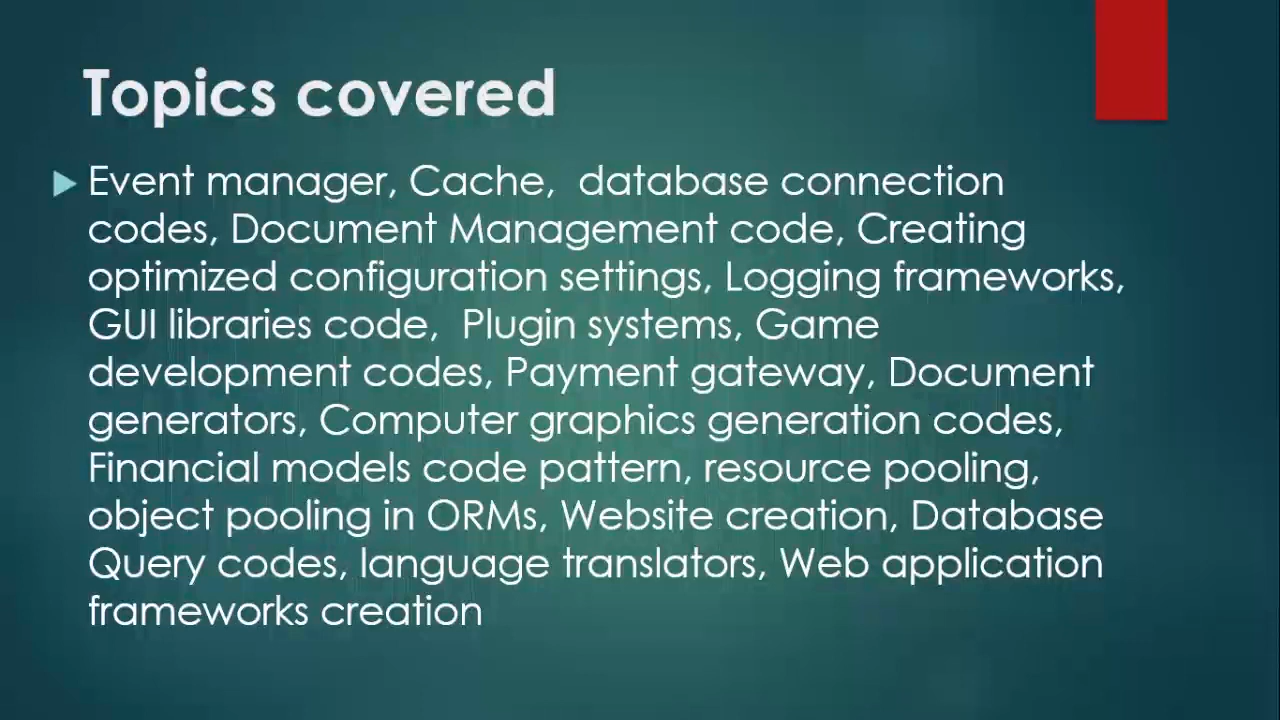 Topics covered
Event manager, Cache,  database connection
codes, Document Management code, Creating
optimized configuration settings, Logging frameworks,
GUI libraries code,  Plugin systems, Game
development codes, Payment gateway, Document
generators, Computer graphics generation codes,
Financial models code pattern, resource pooling,
object pooling in ORMs, Website creation, Database
Query codes, language translators, Web application
frameworks creation